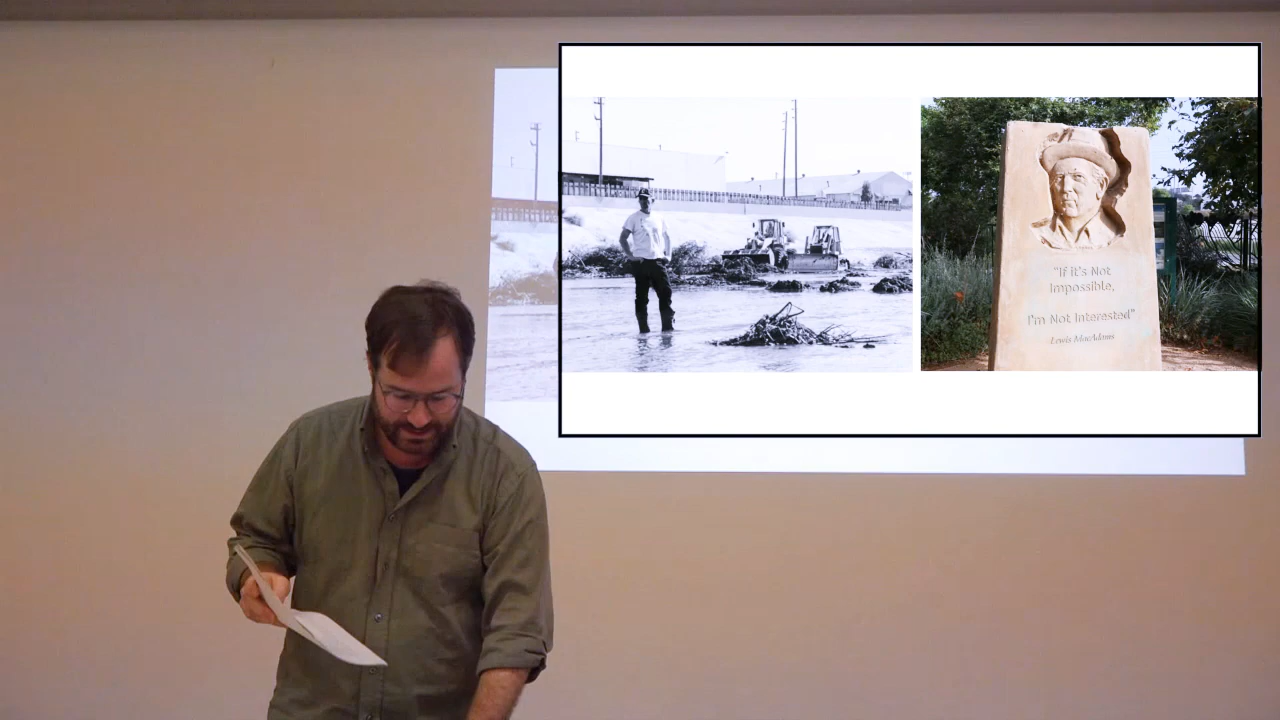 "If it's Not
Impossible,
I'm Not Interested"
Lewis MacAdams